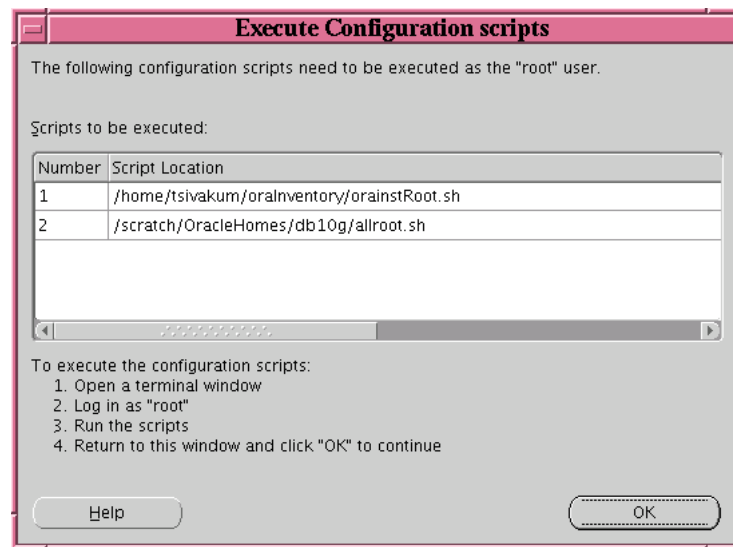 Execute Configuration scripts
The following configuration scripts need to be executed as the "root" user.
Scripts to be executed:
Number Script Location
1 /home/tsivakum/oraInventory/orainstRoot.sh
2 /scratch/OracleHomes/db10g/allroot.sh
To execute the configuration scripts:
1. Open a terminal window
2. Log in as "root"
3. Run the scripts
4. Return to this window and click "OK" to continue
Help OK